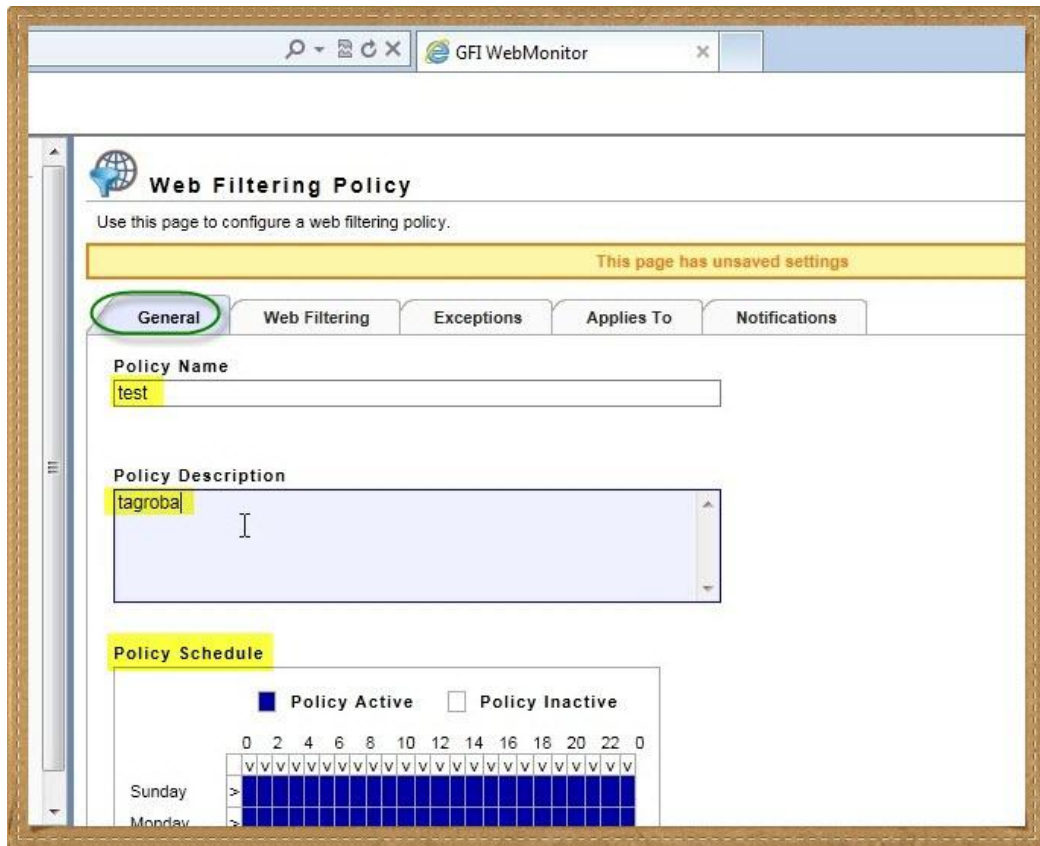 GFI WebMonitor
Web Filtering Policy
Use this page to configure a web filtering policy.
This page has unsaved settings
General Web Filtering Exceptions Applies To Notifications
Policy Name
test
Policy Description
tagroba
Policy Schedule
Policy Active Policy Inactive
0 2 4 6 8 10 12 14 16 18 20 22 0
v v v v v v v v v v v v v v v v v v v v v v v v
Sunday >
Monday >